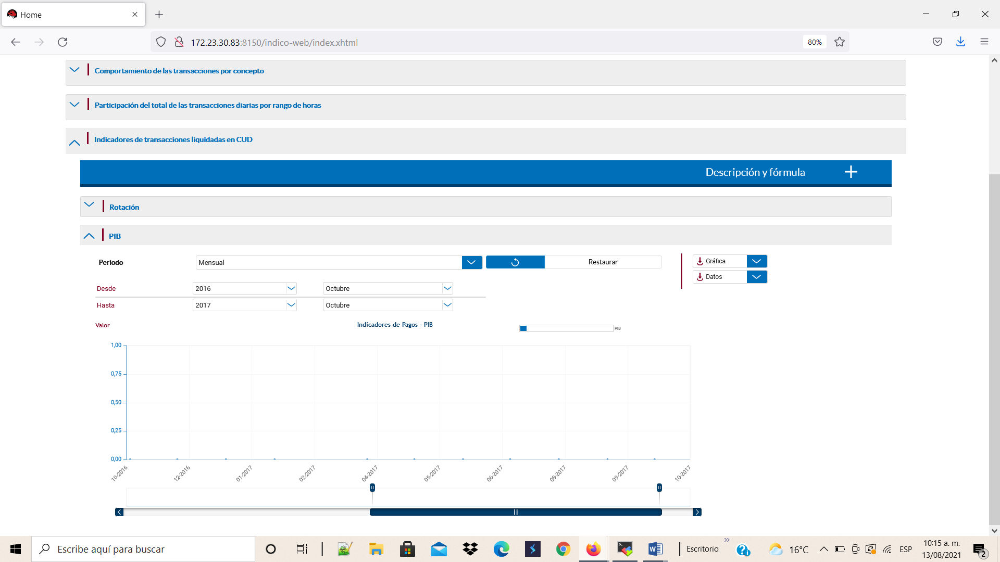 Home
172.23.30.83:8150/indico-web/index.xhtml
80%
Comportamiento de las transacciones por concepto
Participación del total de las transacciones diarias por rango de horas
Indicadores de transacciones liquidadas en CUD
Descripción y fórmula
Rotación
PIB
Periodo
Mensual
Restaurar
Gráfica
Datos
Desde
2016
Octubre
Hasta
2017
Octubre
Valor
Indicadores de Pagos - PIB
PIB
1,00
0,75
0,50
0,25
0,00
10-2016
12-2016
01-2017
02-2017
04-2017
05-2017
06-2017
08-2017
09-2017
10-2017
Escribe aquí para buscar
Escritorio
16°C
ESP
10:15 a. m.
13/08/2021
2